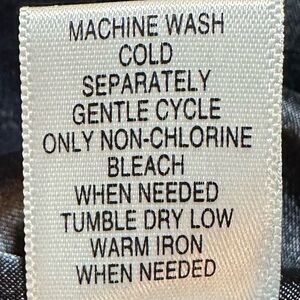 MACHINE WASH
COLD
SEPARATELY
GENTLE CYCLE
ONLY NON-CHLORINE
BLEACH
WHEN NEEDED
TUMBLE DRY LOW
WARM IRON
WHEN NEEDED